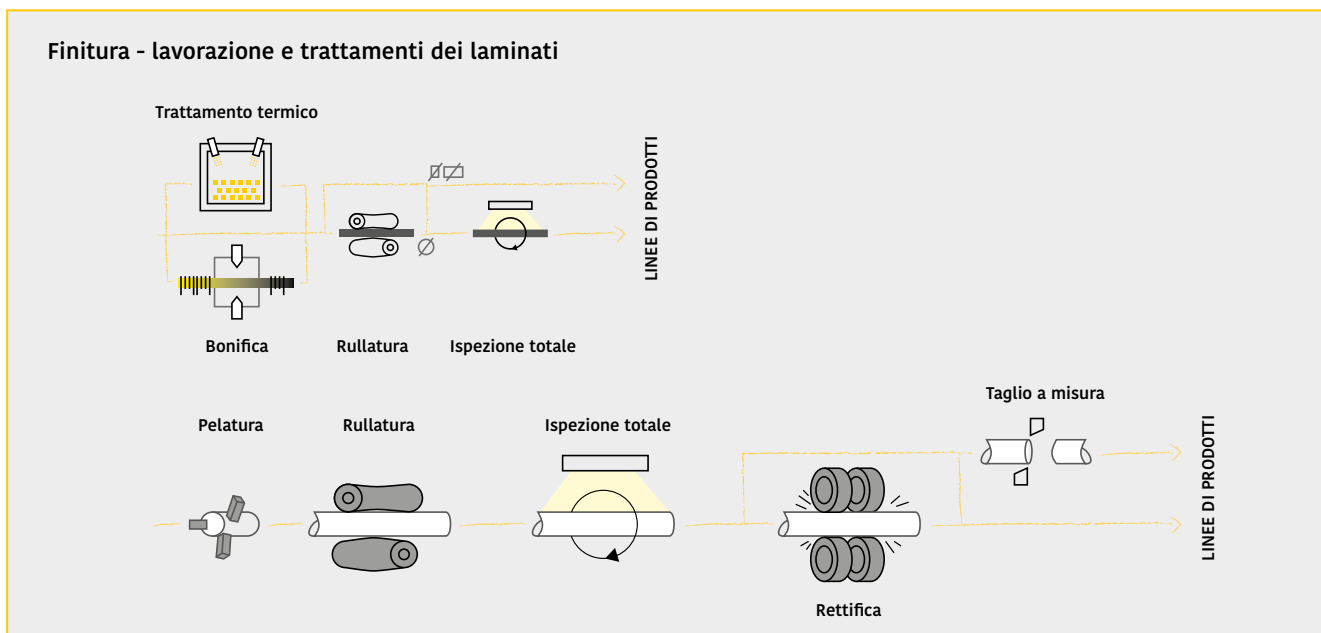 Finitura - lavorazione e trattamenti dei laminati
Trattamento termico
LINEE DI PRODOTTI
Bonifica
Rullatura
Ispezione totale
Taglio a misura
Pelatura
Rullatura
Ispezione totale
LINEE DI PRODOTTI
Rettifica